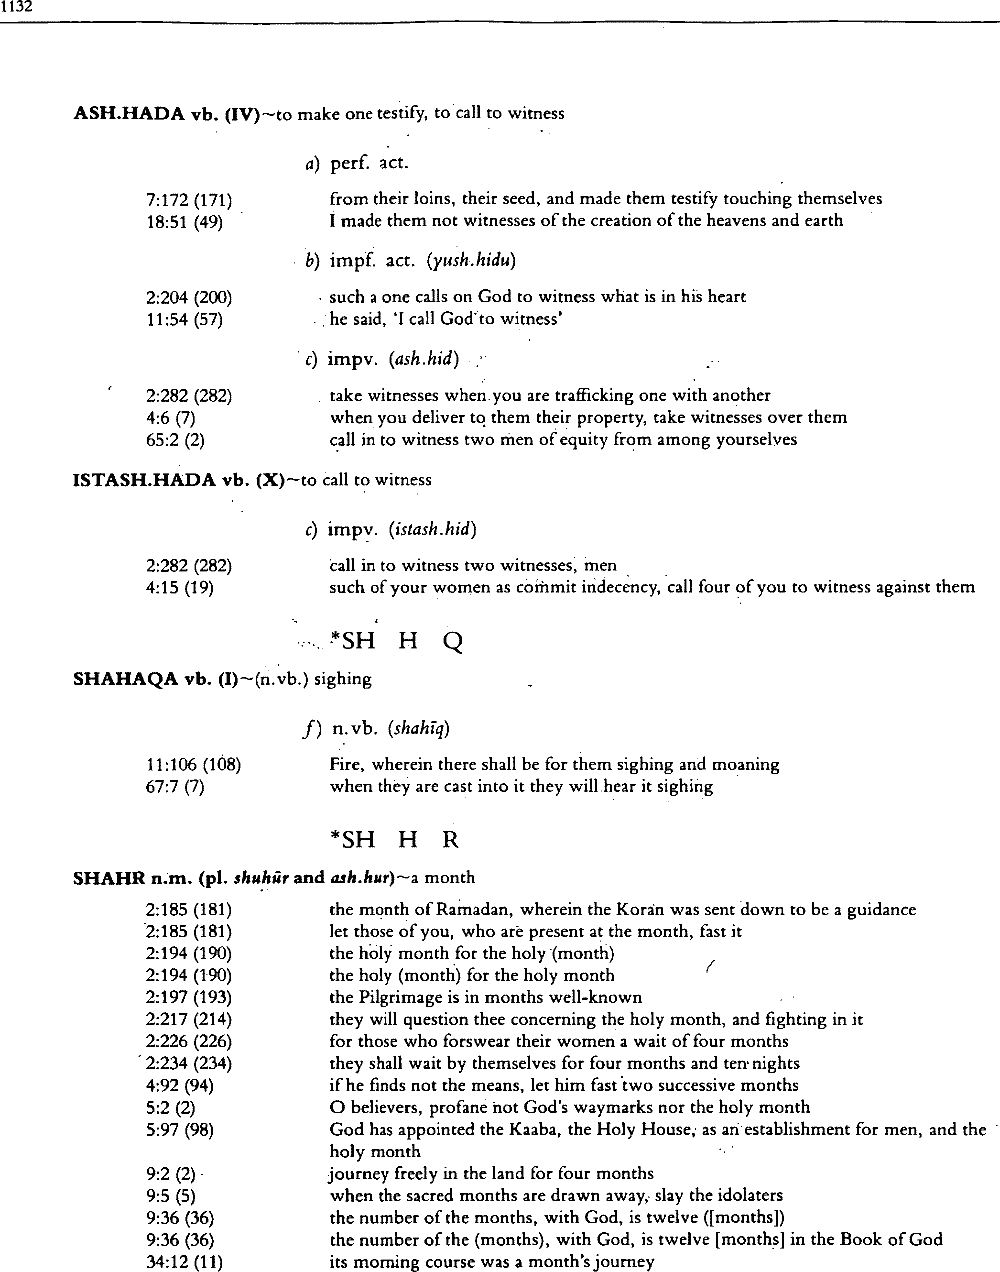 1132
ASH.HADA vb. (IV)~to make one testify, to call to witness
a) perf. act.
7:172 (171) from their loins, their seed, and made them testify touching themselves
18:51 (49) I made them not witnesses of the creation of the heavens and earth
b) impf. act. (yush.hidu)
2:204 (200) such a one calls on God to witness what is in his heart
11:54 (57) he said, 'I call God to witness'
c) impv. (ash.hid)
2:282 (282) take witnesses when you are trafficking one with another
4:6 (7) when you deliver to them their property, take witnesses over them
65:2 (2) call in to witness two men of equity from among yourselves
ISTASH.HADA vb. (X)~to call to witness
c) impv. (istash.hid)
2:282 (282) call in to witness two witnesses, men
4:15 (19) such of your women as commit indecency, call four of you to witness against them
*SH H Q
SHAHAQA vb. (I)~(n.vb.) sighing
f) n.vb. (shahīq)
11:106 (108) Fire, wherein there shall be for them sighing and moaning
67:7 (7) when they are cast into it they will hear it sighing
*SH H R
SHAHR n.m. (pl. shuhūr and ash.hur)~a month
2:185 (181) the month of Ramadan, wherein the Koran was sent down to be a guidance
2:185 (181) let those of you, who are present at the month, fast it
2:194 (190) the holy month for the holy (month)
2:194 (190) the holy (month) for the holy month
2:197 (193) the Pilgrimage is in months well-known
2:217 (214) they will question thee concerning the holy month, and fighting in it
2:226 (226) for those who forswear their women a wait of four months
2:234 (234) they shall wait by themselves for four months and ten nights
4:92 (94) if he finds not the means, let him fast two successive months
5:2 (2) O believers, profane not God's waymarks nor the holy month
5:97 (98) God has appointed the Kaaba, the Holy House, as an establishment for men, and the
holy month
9:2 (2) journey freely in the land for four months
9:5 (5) when the sacred months are drawn away, slay the idolaters
9:36 (36) the number of the months, with God, is twelve ([months])
9:36 (36) the number of the (months), with God, is twelve [months] in the Book of God
34:12 (11) its morning course was a month's journey